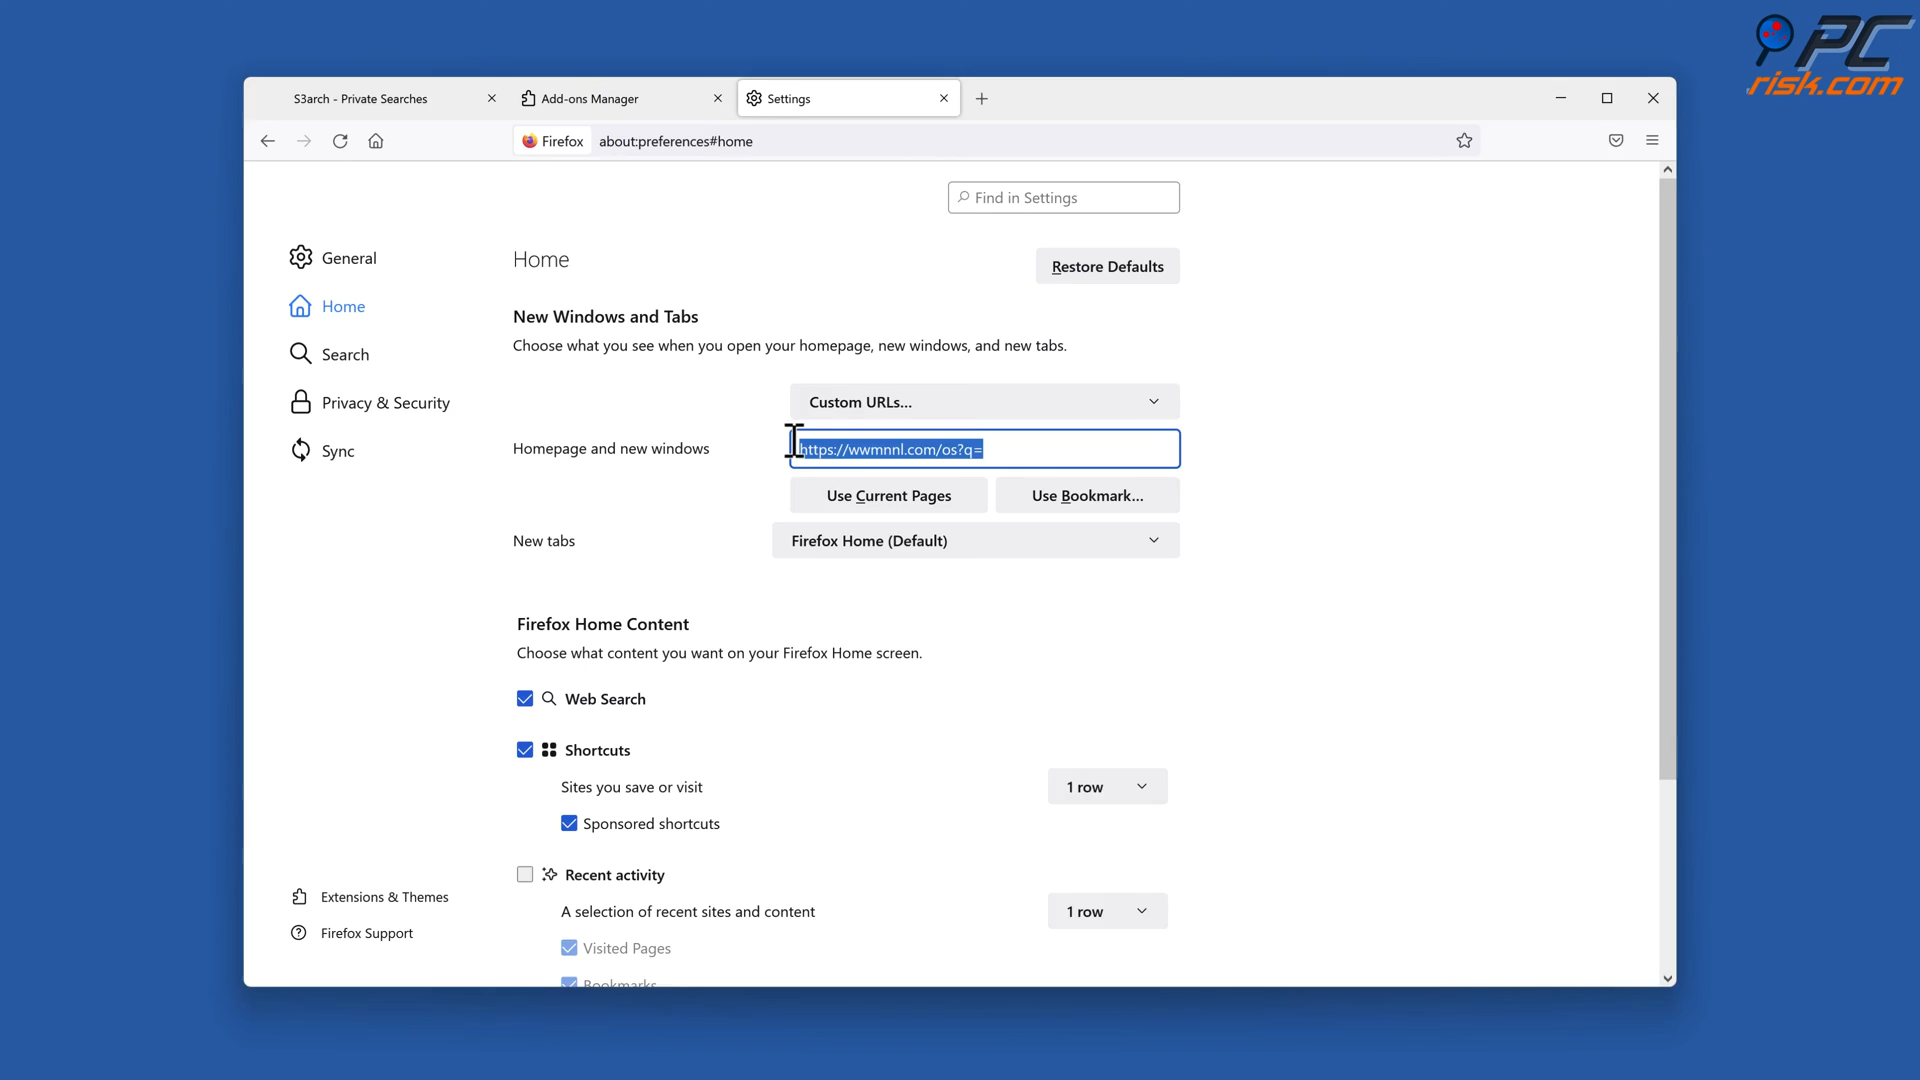 PC
risk.com
S3arch - Private Searches
Add-ons Manager
Settings
Firefox
about:preferences#home
Find in Settings
General
Home
Search
Privacy & Security
Sync
Extensions & Themes
Firefox Support
Home
Restore Defaults
New Windows and Tabs
Choose what you see when you open your homepage, new windows, and new tabs.
Custom URLs...
Homepage and new windows
https://wwmnnl.com/os?q=
Use Current Pages
Use Bookmark...
New tabs
Firefox Home (Default)
Firefox Home Content
Choose what content you want on your Firefox Home screen.
Web Search
Shortcuts
Sites you save or visit
1 row
Sponsored shortcuts
Recent activity
A selection of recent sites and content
1 row
Visited Pages
Bookmarks